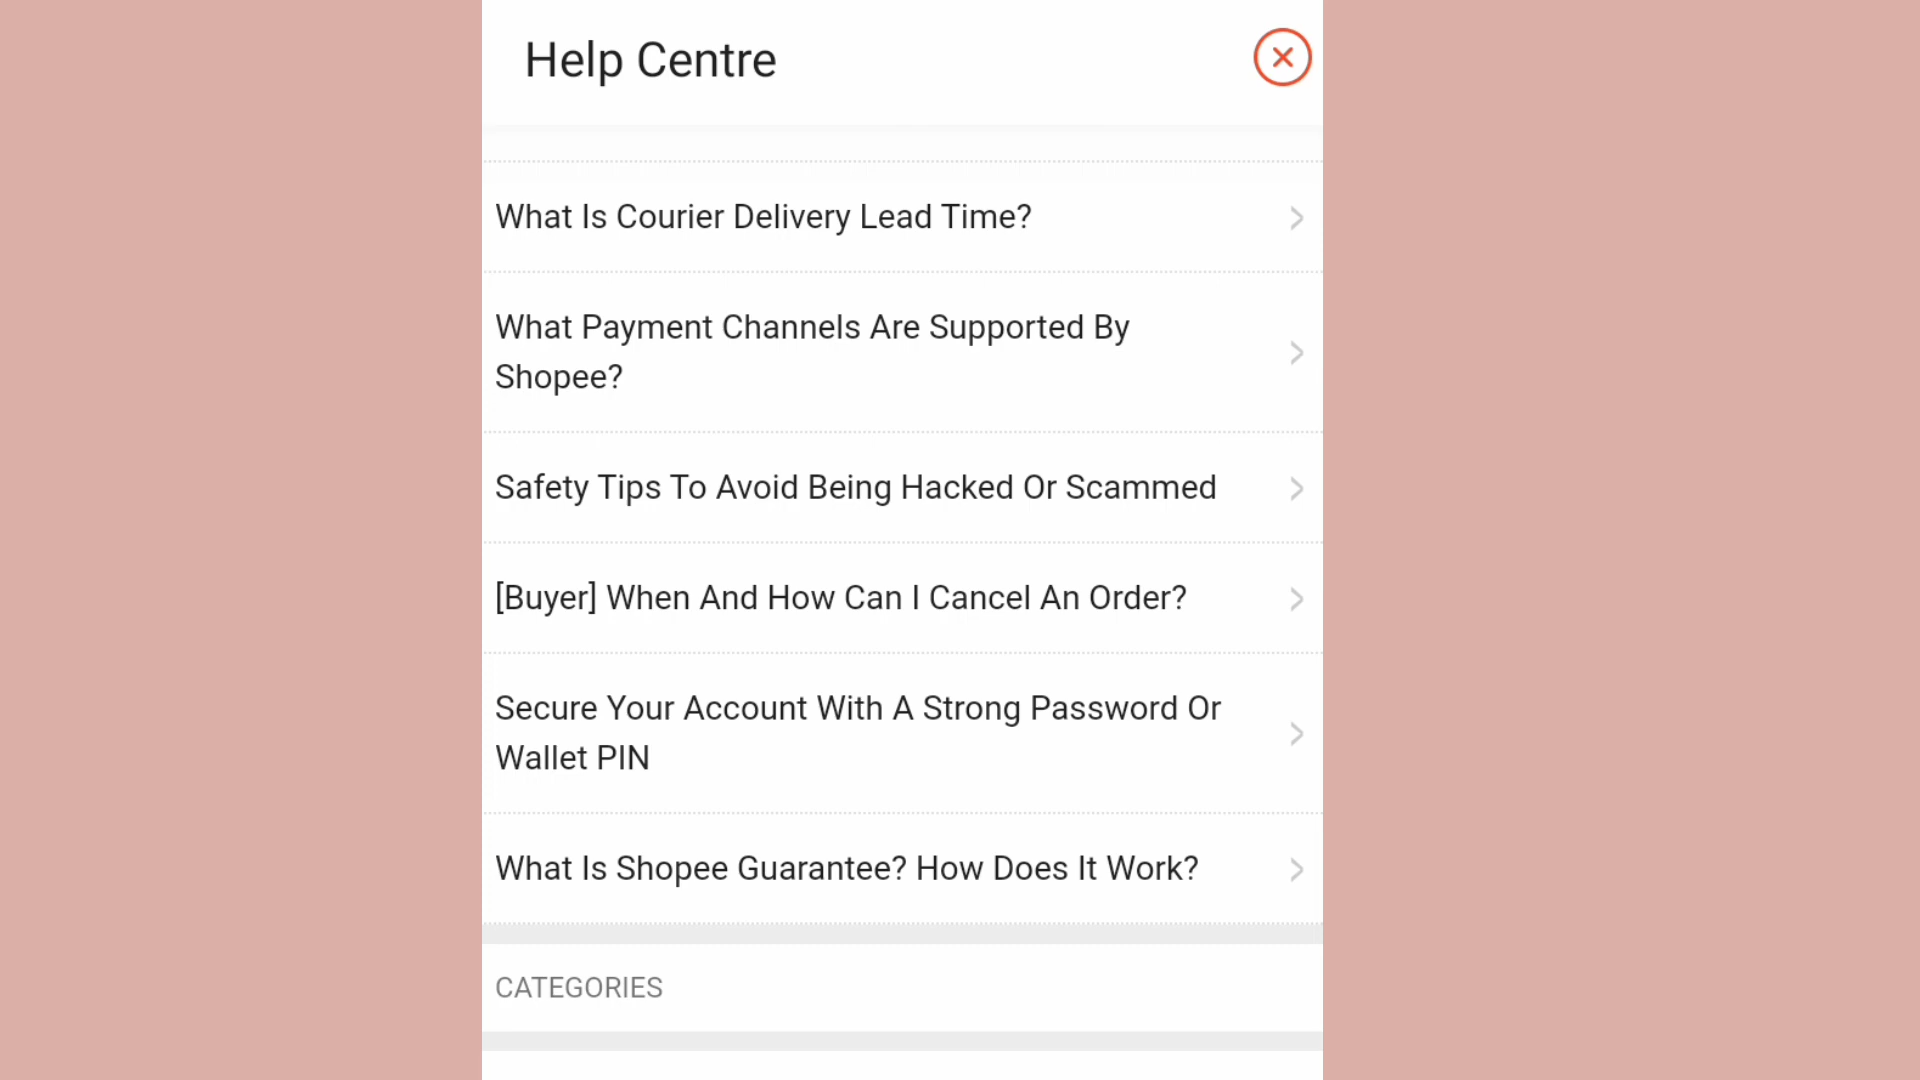 Help Centre
What Is Courier Delivery Lead Time?
What Payment Channels Are Supported By
Shopee?
Safety Tips To Avoid Being Hacked Or Scammed
[Buyer] When And How Can I Cancel An Order?
Secure Your Account With A Strong Password Or
Wallet PIN
What Is Shopee Guarantee? How Does It Work?
CATEGORIES